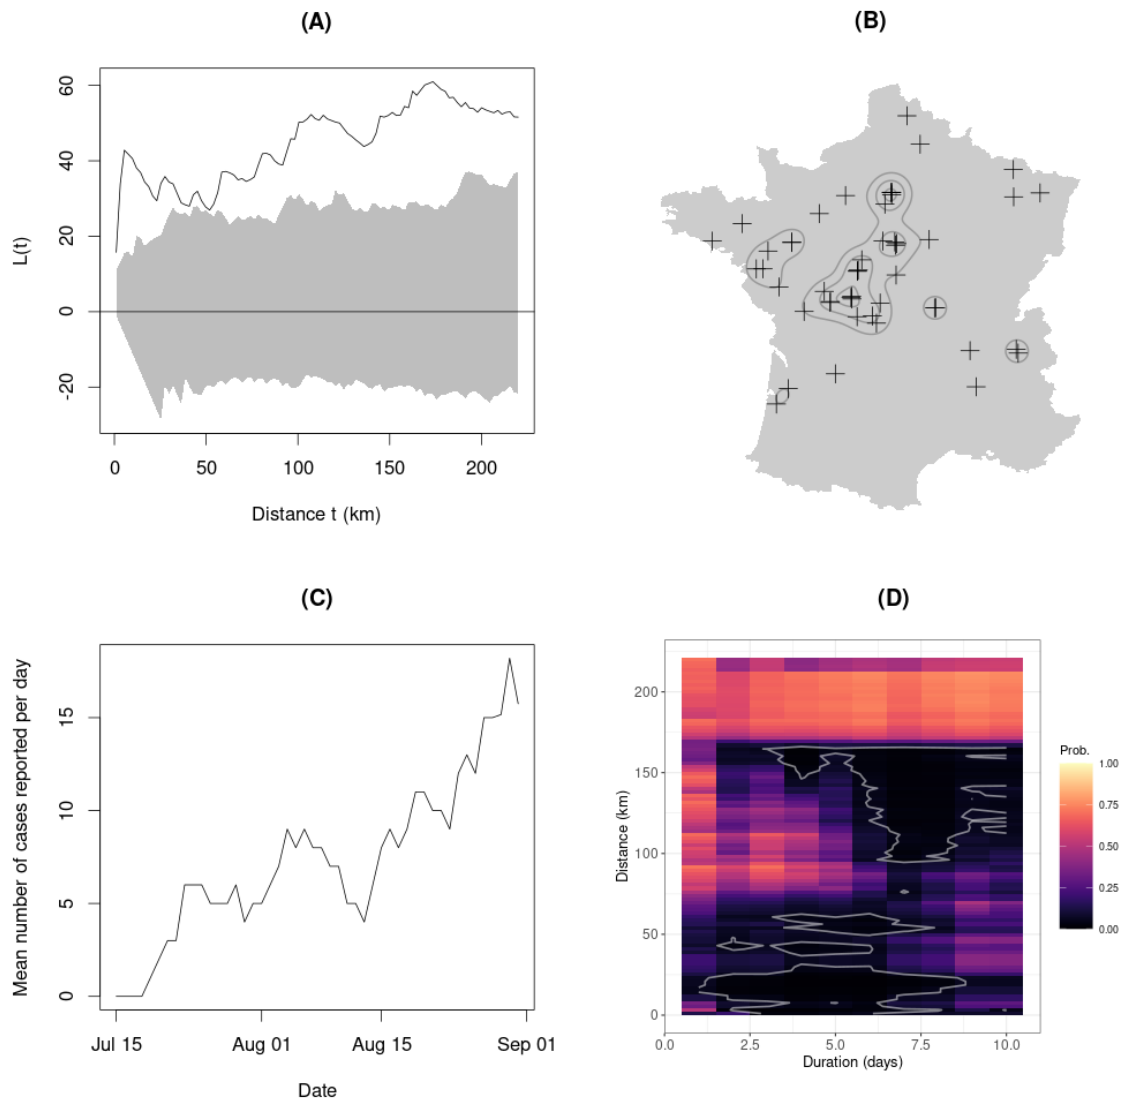 (A)
60
40
20
0
-20
L(t)
0 50 100 150 200
Distance t (km)
(B)
(C)
15
10
5
0
Mean number of cases reported per day
Jul 15 Aug 01 Aug 15 Sep 01
Date
(D)
200
150
100
50
0
Distance (km)
0.0 2.5 5.0 7.5 10.0
Duration (days)
Prob.
1.00
0.75
0.50
0.25
0.00